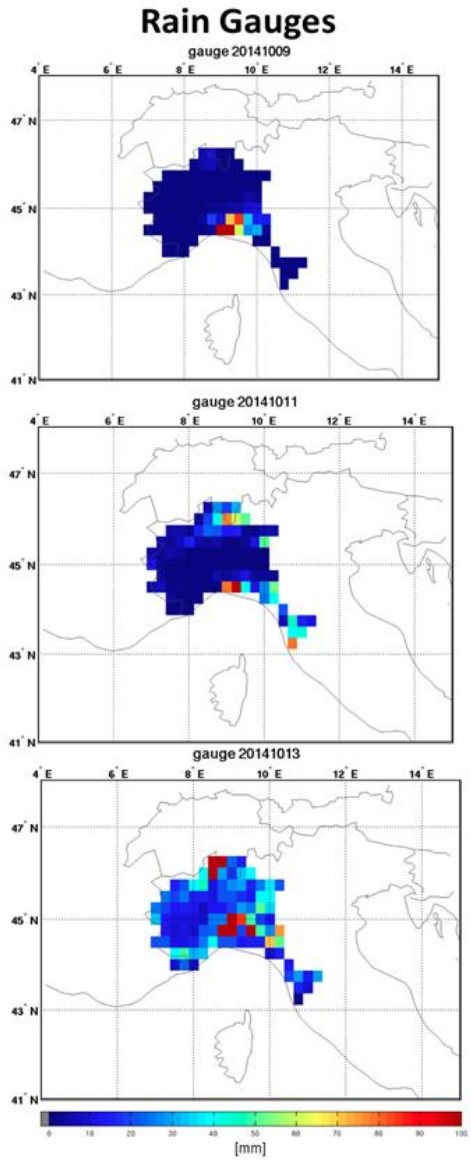 Rain Gauges
gauge 20141009
4° E 6° E 8° E 10° E 12° E 14° E
47° N
45° N
43° N
41° N
gauge 20141011
4° E 6° E 8° E 10° E 12° E 14° E
47° N
45° N
43° N
41° N
gauge 20141013
4° E 6° E 8° E 10° E 12° E 14° E
47° N
45° N
43° N
41° N
0 10 20 30 40 50 60 70 80 90 100
[mm]